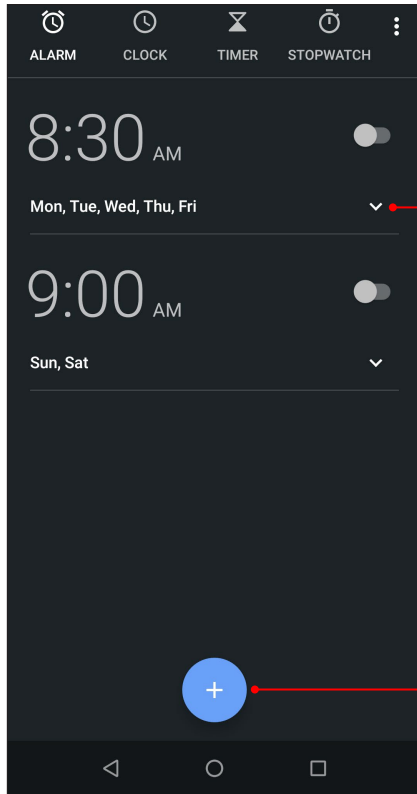 ALARM CLOCK TIMER STOPWATCH
8:30 AM
Mon, Tue, Wed, Thu, Fri
9:00 AM
Sun, Sat